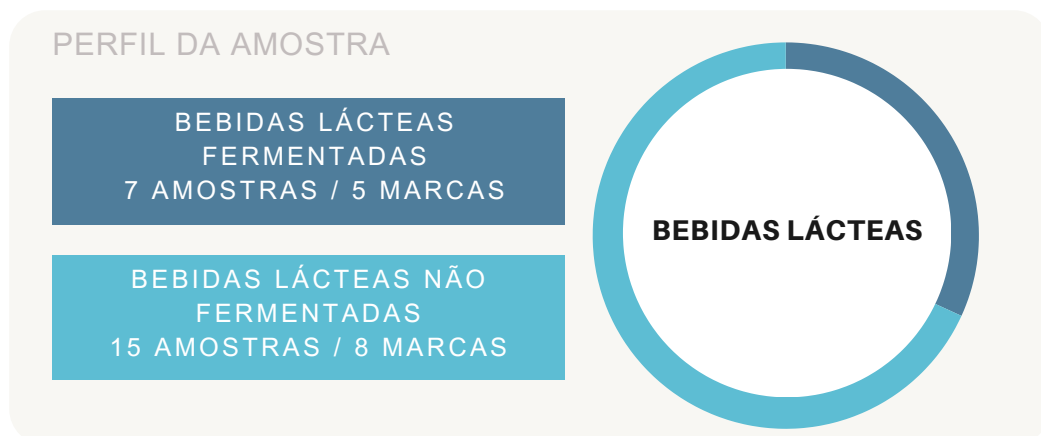 PERFIL DA AMOSTRA
BEBIDAS LÁCTEAS
FERMENTADAS
7 AMOSTRAS / 5 MARCAS
BEBIDAS LÁCTEAS NÃO
FERMENTADAS
15 AMOSTRAS / 8 MARCAS
BEBIDAS LÁCTEAS